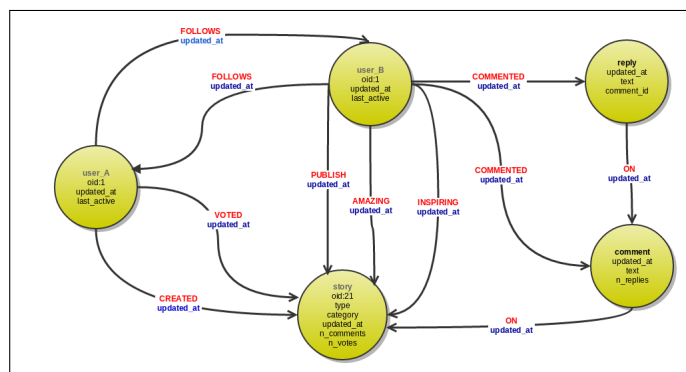 FOLLOWS
updated_at
user_B
oid:1
updated_at
last_active
FOLLOWS
updated_at
COMMENTED
updated_at
reply
updated_at
text
comment_id
user_A
oid:1
updated_at
last_active
PUBLISH
updated_at
AMAZING
updated_at
INSPIRING
updated_at
COMMENTED
updated_at
ON
updated_at
VOTED
updated_at
comment
updated_at
text
n_replies
CREATED
updated_at
story
oid:21
type
category
updated_at
n_comments
n_votes
ON
updated_at